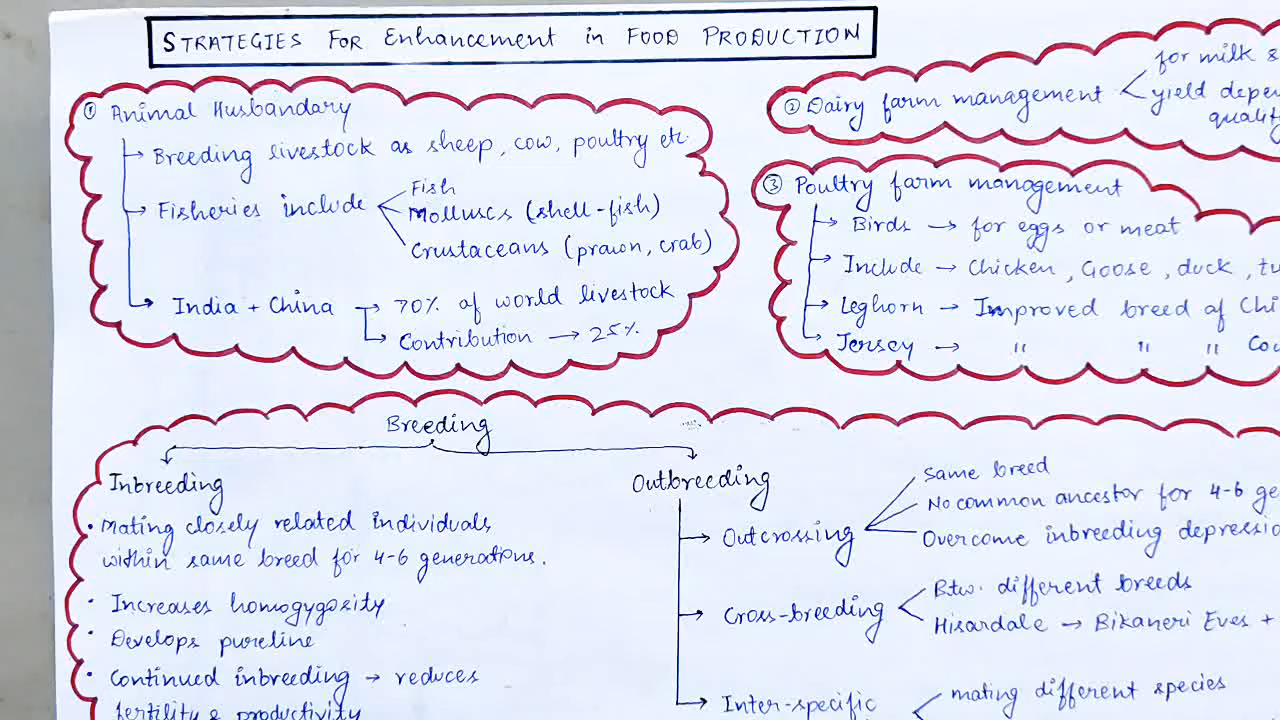 STRATEGIES FOR Enhancement in FOOD PRODUCTION
① Animal Husbandary
→ Breeding livestock as sheep, cow, poultry etc.
→ Fisheries include
Fish
Molluscs (shell-fish)
Crustaceans (prawn, crab)
→ India + China → 70% of world livestock
→ Contribution → 25%
② Dairy farm management
for milk &
yield depe
qualit
③ Poultry farm management
→ Birds → for eggs or meat
→ Include → Chicken, Goose, duck, tu
→ Leghorn → Improved breed of Chi
→ Jersey → " " " Co
Breeding
Inbreeding
• Mating closely related individuals
within same breed for 4-6 generations.
• Increases homogygosity
• Develops pureline
• Continued inbreeding → reduces
fertility & productivity
Outbreeding
→ Outcrossing
Same breed
No common ancestor for 4-6 ge
Overcome inbreeding depressio
→ Cross-breeding
Btw. different breeds
Hisardale → Bikaneri Eves +
→ Inter-specific
mating different species